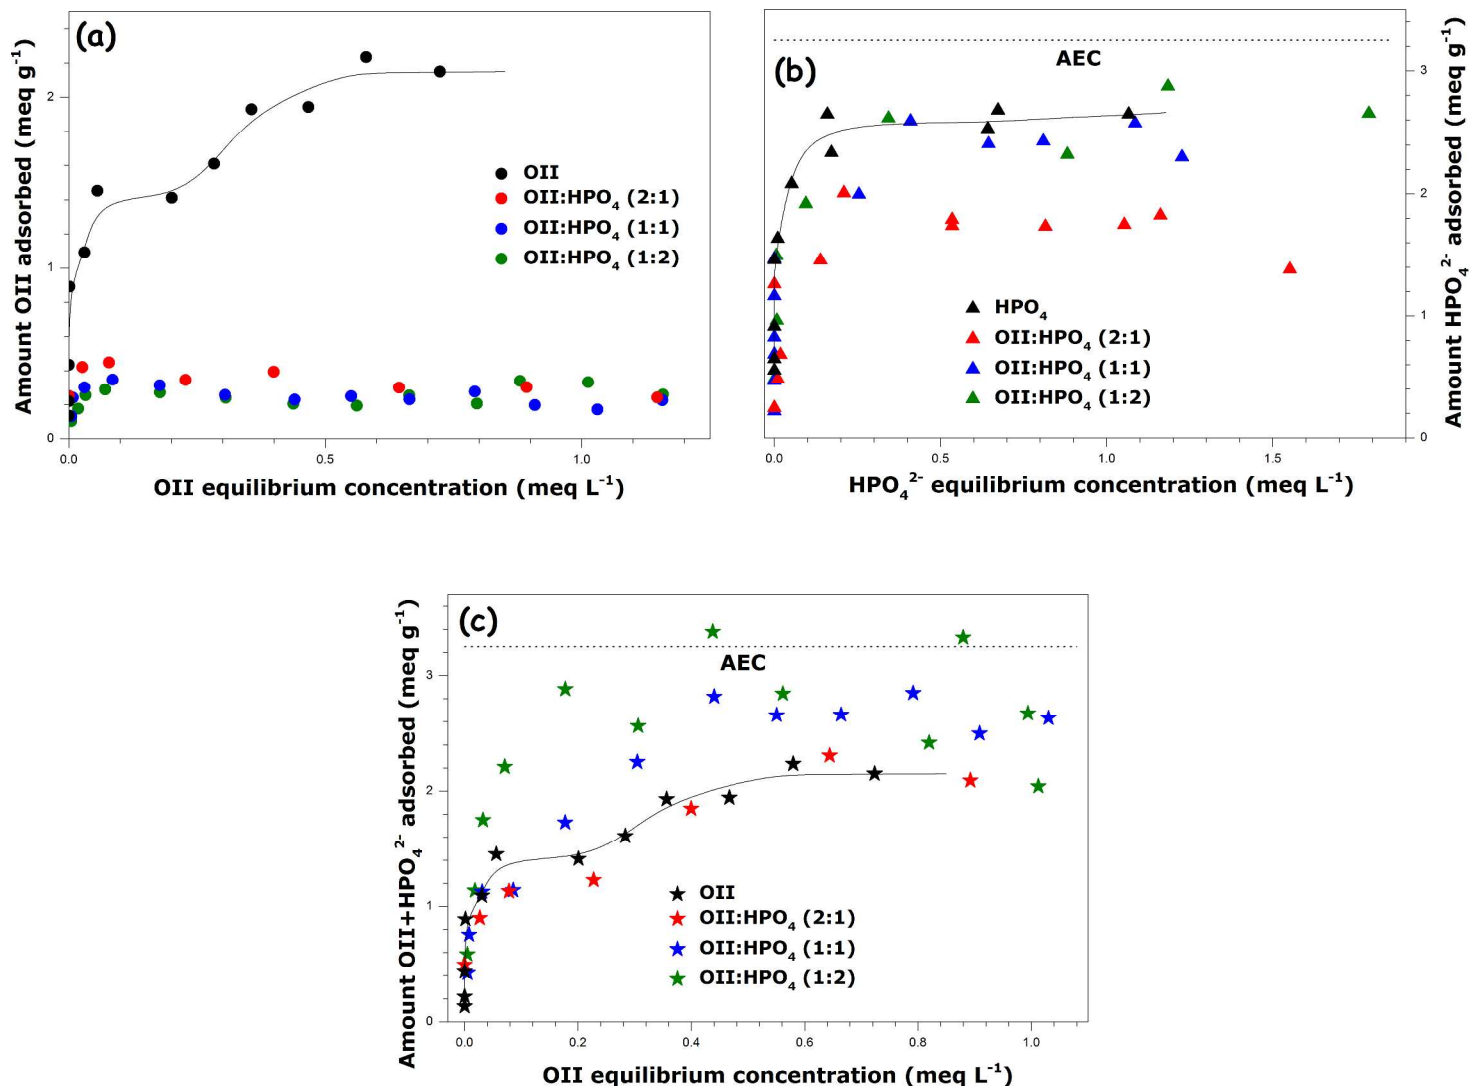 (a)
Amount OII adsorbed (meq g⁻¹)
2
1
0
OII
OII:HPO₄ (2:1)
OII:HPO₄ (1:1)
OII:HPO₄ (1:2)
0.0 0.5 1.0
OII equilibrium concentration (meq L⁻¹)
(b)
AEC
3
2
1
0
Amount HPO₄²⁻ adsorbed (meq g⁻¹)
HPO₄
OII:HPO₄ (2:1)
OII:HPO₄ (1:1)
OII:HPO₄ (1:2)
0.0 0.5 1.0 1.5
HPO₄²⁻ equilibrium concentration (meq L⁻¹)
(c)
AEC
Amount OII+HPO₄²⁻ adsorbed (meq g⁻¹)
3
2
1
0
OII
OII:HPO₄ (2:1)
OII:HPO₄ (1:1)
OII:HPO₄ (1:2)
0.0 0.2 0.4 0.6 0.8 1.0
OII equilibrium concentration (meq L⁻¹)